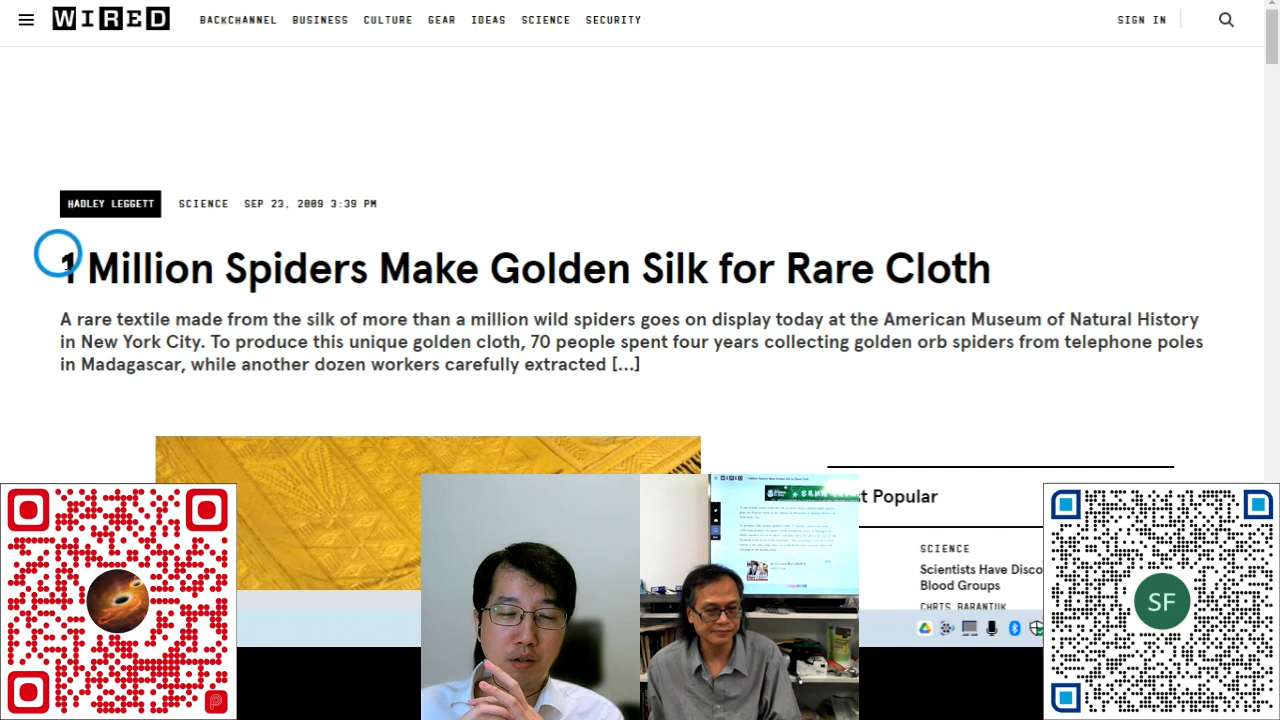 WIRED
BACKCHANNEL BUSINESS CULTURE GEAR IDEAS SCIENCE SECURITY
SIGN IN
HADLEY LEGGETT SCIENCE SEP 23, 2009 3:39 PM
1 Million Spiders Make Golden Silk for Rare Cloth
A rare textile made from the silk of more than a million wild spiders goes on display today at the American Museum of Natural History
in New York City. To produce this unique golden cloth, 70 people spent four years collecting golden orb spiders from telephone poles
in Madagascar, while another dozen workers carefully extracted [...]
t Popular
SCIENCE
Scientists Have Disco
Blood Groups
CHRIS BARANIUK
SF